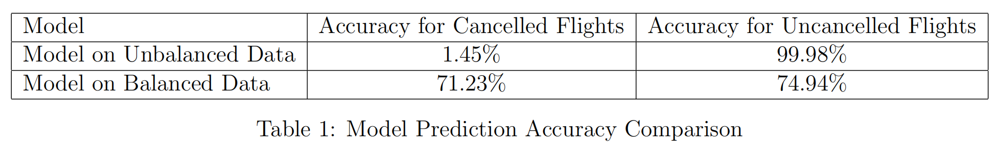 Model Accuracy for Cancelled Flights Accuracy for Uncancelled Flights
Model on Unbalanced Data 1.45% 99.98%
Model on Balanced Data 71.23% 74.94%
Table 1: Model Prediction Accuracy Comparison